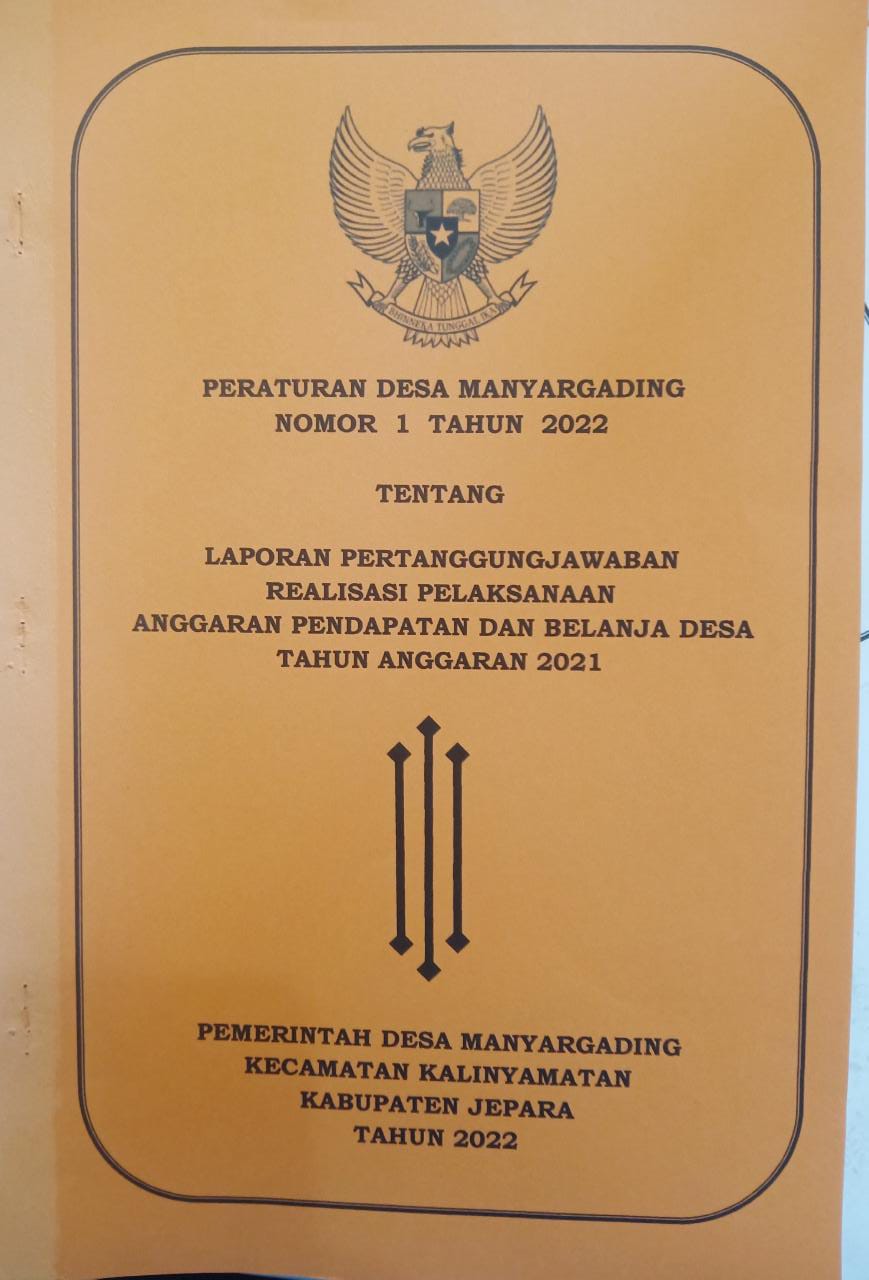 BHINNEKA TUNGGAL IKA
PERATURAN DESA MANYARGADING
NOMOR 1 TAHUN 2022
TENTANG
LAPORAN PERTANGGUNGJAWABAN
REALISASI PELAKSANAAN
ANGGARAN PENDAPATAN DAN BELANJA DESA
TAHUN ANGGARAN 2021
PEMERINTAH DESA MANYARGADING
KECAMATAN KALINYAMATAN
KABUPATEN JEPARA
TAHUN 2022